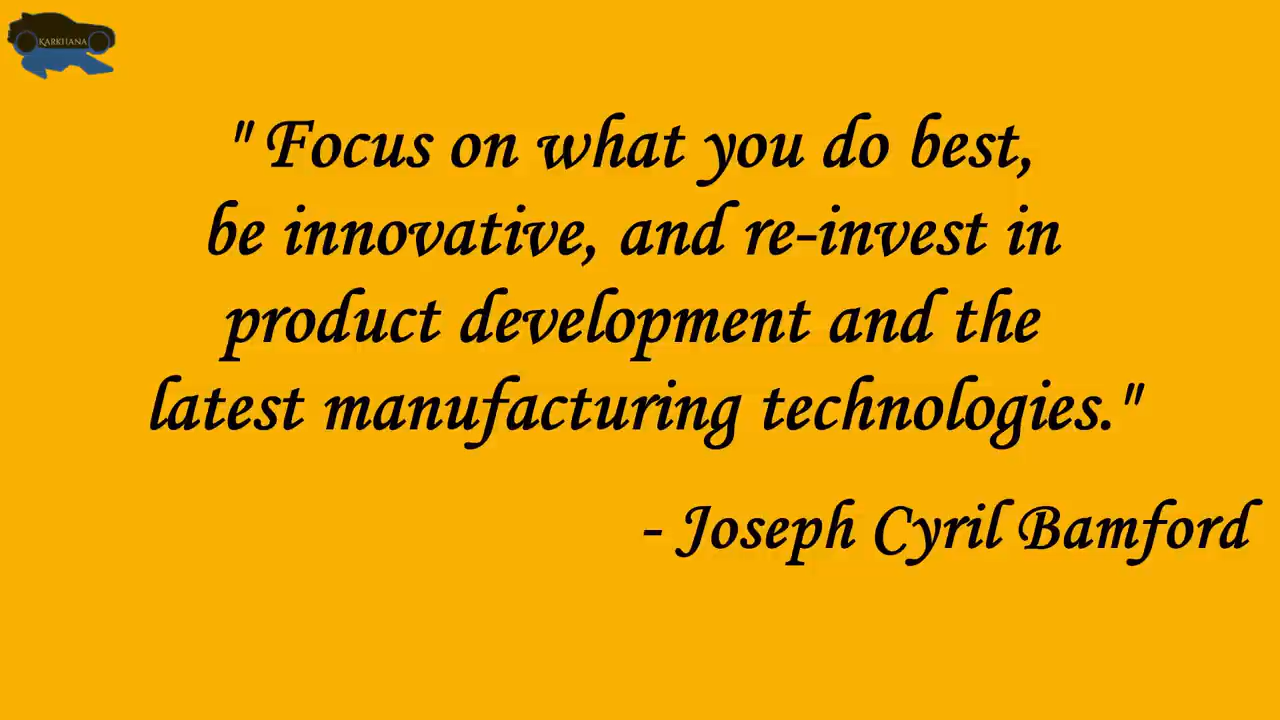 KARKHANA
" Focus on what you do best,
be innovative, and re-invest in
product development and the
latest manufacturing technologies."
- Joseph Cyril Bamford